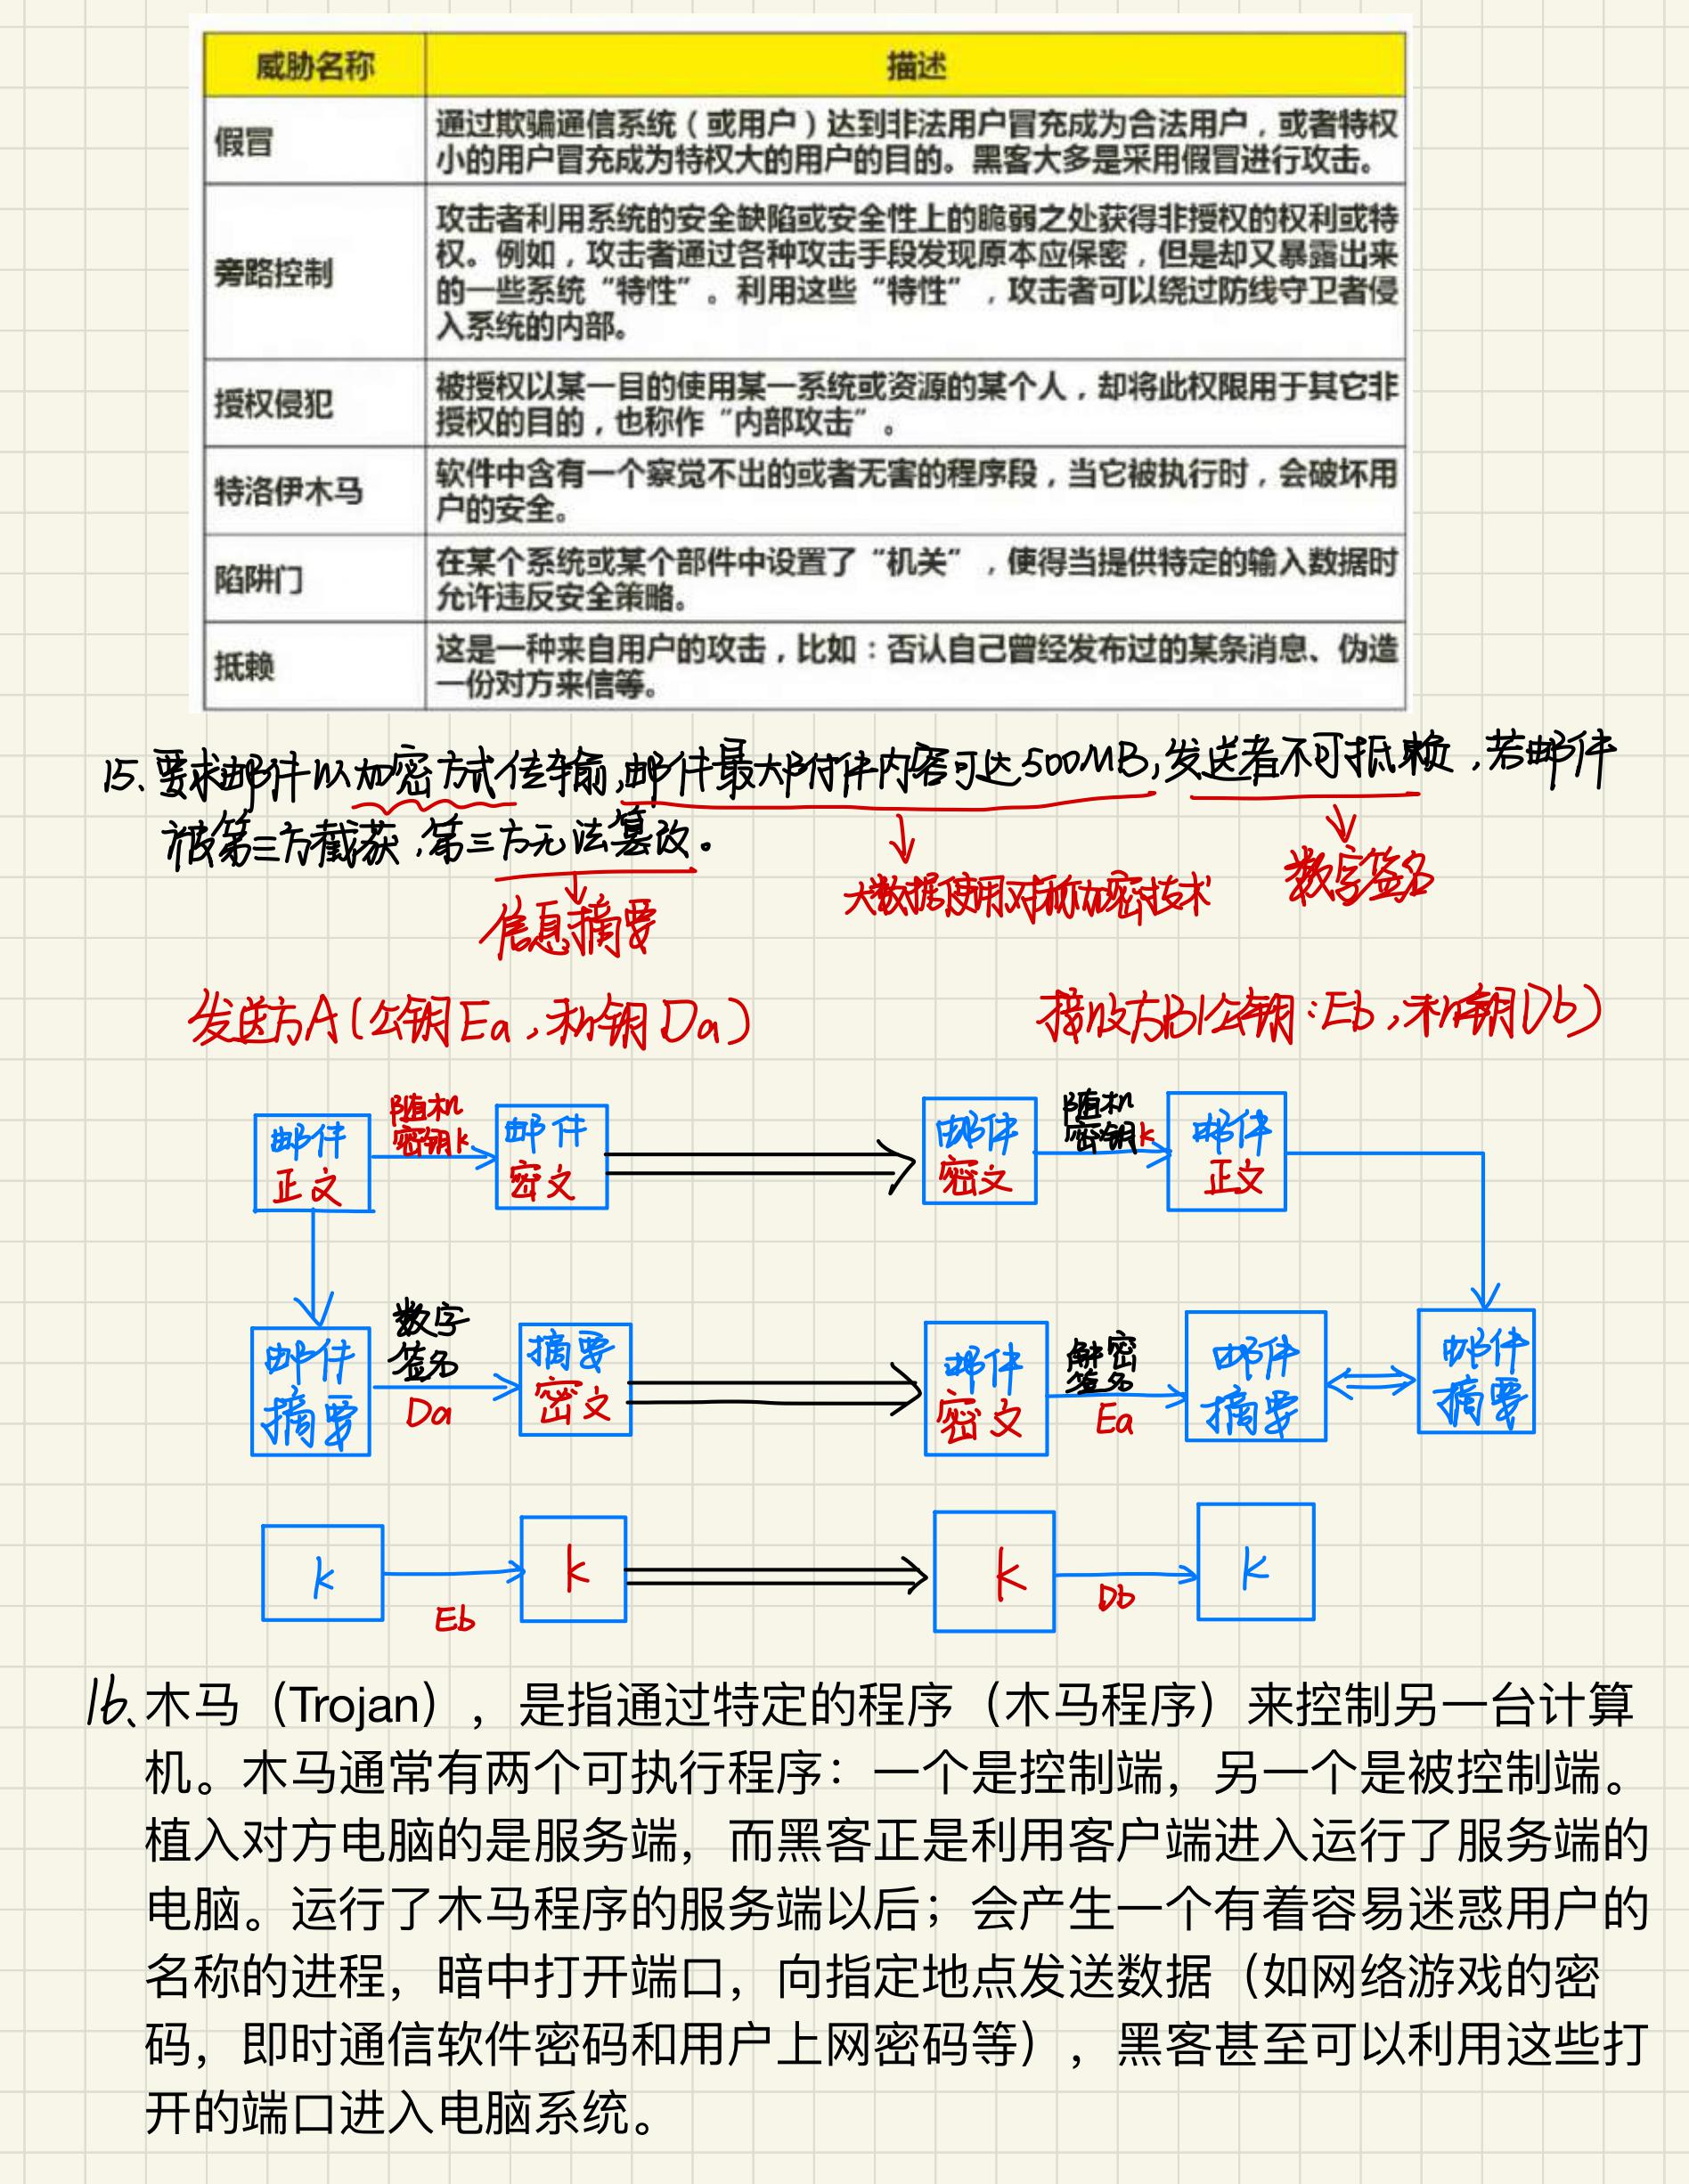 威胁名称 描述
假冒
通过欺骗通信系统（或用户）达到非法用户冒充成为合法用户，或者特权
小的用户冒充成为特权大的用户的目的。黑客大多是采用假冒进行攻击。
旁路控制
攻击者利用系统的安全缺陷或安全性上的脆弱之处获得非授权的权利或特
权。例如，攻击者通过各种攻击手段发现原本应保密，但是却又暴露出来
的一些系统“特性”。利用这些“特性”，攻击者可以绕过防线守卫者侵
入系统的内部。
授权侵犯
被授权以某一目的使用某一系统或资源的某个人，却将此权限用于其它非
授权的目的，也称作“内部攻击”。
特洛伊木马
软件中含有一个察觉不出的或者无害的程序段，当它被执行时，会破坏用
户的安全。
陷阱门
在某个系统或某个部件中设置了“机关”，使得当提供特定的输入数据时
允许违反安全策略。
抵赖
这是一种来自用户的攻击，比如：否认自己曾经发布过的某条消息、伪造
一份对方来信等。
15、要求邮件以加密方式传输，邮件最大附件内容可达500MB，发送者不可抵赖，若邮件
被第三方截获，第三方无法篡改。
信息摘要
大数据使用对称加密技术
数字签名
发送方A（公钥Ea，私钥Da）
接收方B（公钥：Eb，私钥Db）
邮件
正文
随机
密钥k
邮件
密文
邮件
密文
随机
密钥k
邮件
正文
邮件
摘要
数字
签名
Da
摘要
密文
邮件
密文
解密
签名
Ea
邮件
摘要
邮件
摘要
k
Eb
k
k
Db
k
16、木马（Trojan），是指通过特定的程序（木马程序）来控制另一台计算
机。木马通常有两个可执行程序：一个是控制端，另一个是被控制端。
植入对方电脑的是服务端，而黑客正是利用客户端进入运行了服务端的
电脑。运行了木马程序的服务端以后；会产生一个有着容易迷惑用户的
名称的进程，暗中打开端口，向指定地点发送数据（如网络游戏的密
码，即时通信软件密码和用户上网密码等），黑客甚至可以利用这些打
开的端口进入电脑系统。